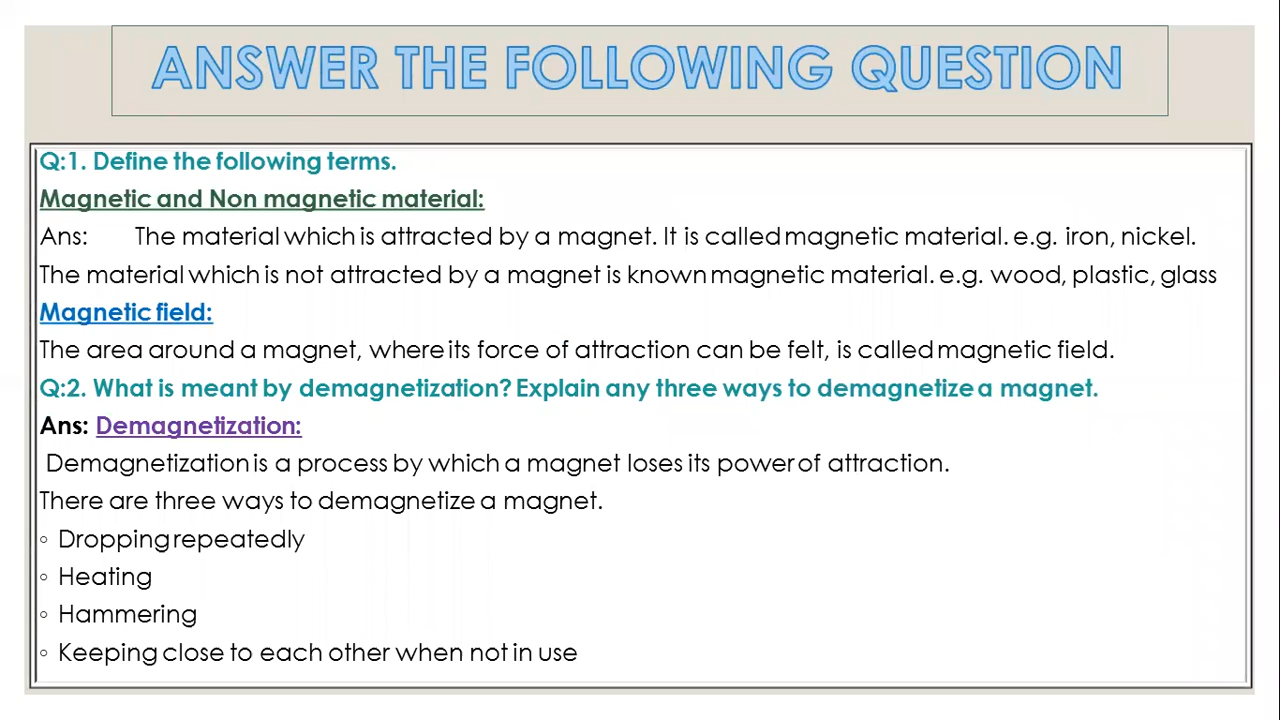 ANSWER THE FOLLOWING QUESTION
Q:1. Define the following terms.
Magnetic and Non magnetic material:
Ans: The material which is attracted by a magnet. It is called magnetic material. e.g. iron, nickel.
The material which is not attracted by a magnet is known magnetic material. e.g. wood, plastic, glass
Magnetic field:
The area around a magnet, where its force of attraction can be felt, is called magnetic field.
Q:2. What is meant by demagnetization? Explain any three ways to demagnetize a magnet.
Ans: Demagnetization:
Demagnetization is a process by which a magnet loses its power of attraction.
There are three ways to demagnetize a magnet.
◦ Dropping repeatedly
◦ Heating
◦ Hammering
◦ Keeping close to each other when not in use